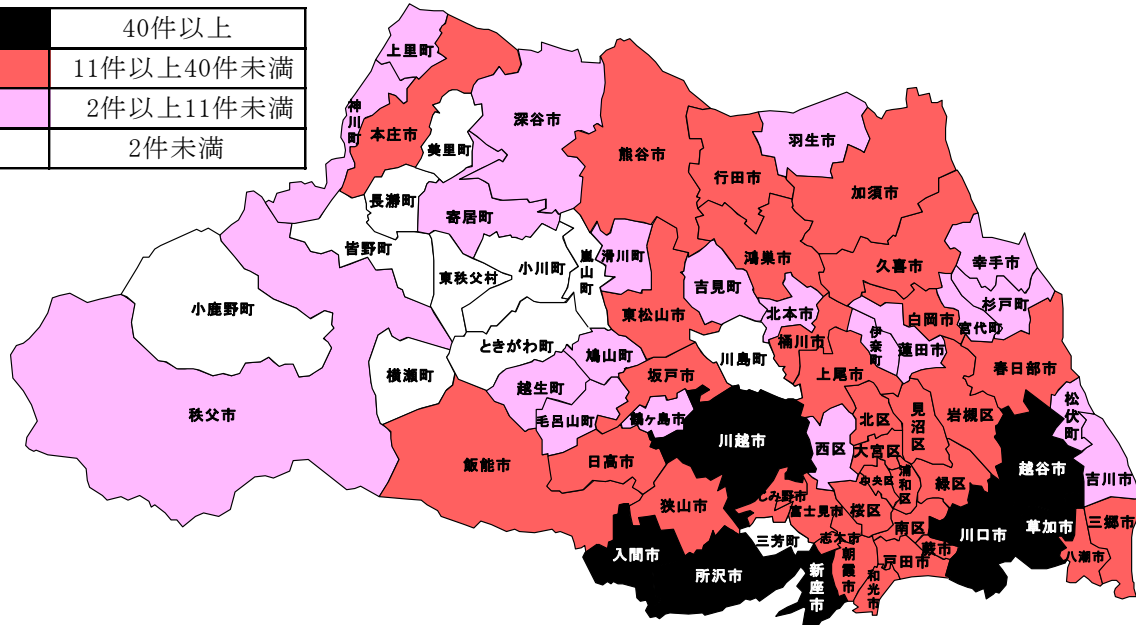 40件以上
11件以上40件未満
2件以上11件未満
2件未満
上里町
神川町
本庄市
美里町
深谷市
熊谷市
行田市
羽生市
加須市
長瀞町
寄居町
皆野町
東秩父村
小川町
嵐山町
滑川町
吉見町
鴻巣市
久喜市
幸手市
杉戸町
宮代町
白岡市
小鹿野町
東松山市
北本市
桶川市
伊奈町
蓮田市
ときがわ町
鳩山町
川島町
上尾市
春日部市
横瀬町
越生町
坂戸市
秩父市
毛呂山町
鶴ヶ島市
川越市
西区
北区
見沼区
岩槻区
松伏町
大宮区
飯能市
日高市
中央区
浦和区
緑区
越谷市
吉川市
狭山市
じみ野市
富士見市
桜区
南区
川口市
草加市
三郷市
入間市
所沢市
三芳町
志木市
朝霞市
新座市
和光市
戸田市
蕨市
八潮市